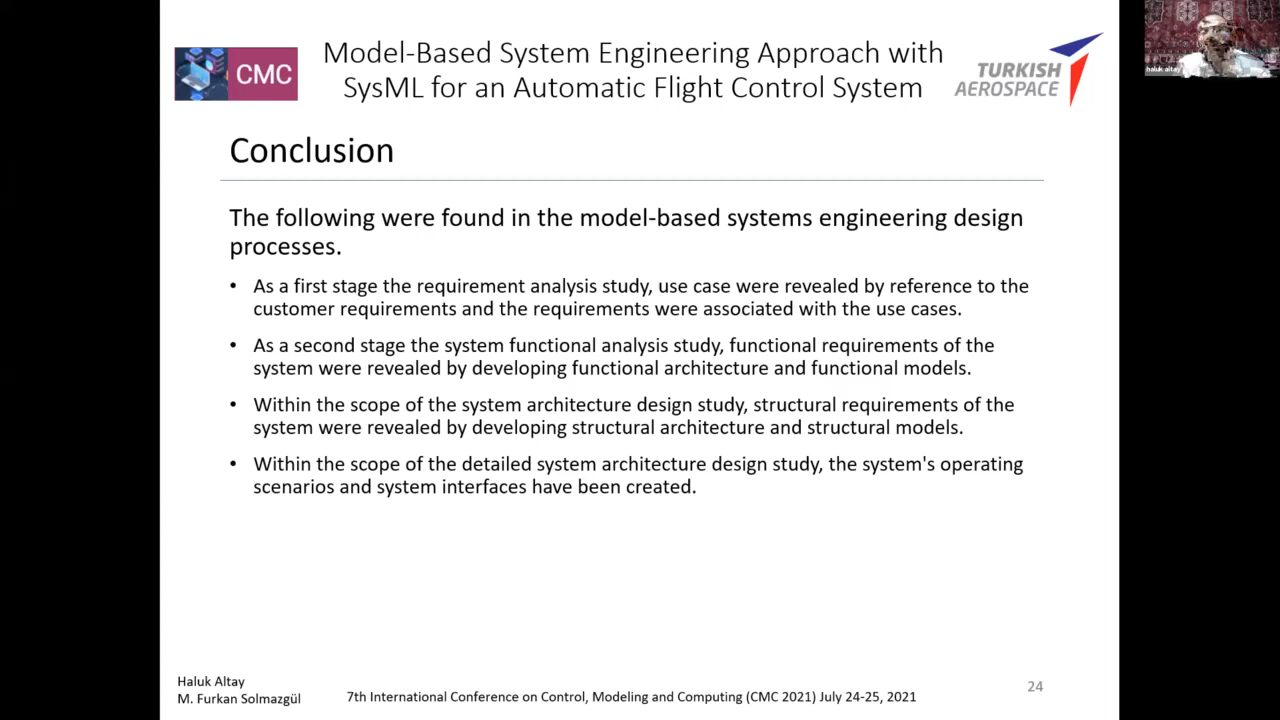 CMC
Model-Based System Engineering Approach with
SysML for an Automatic Flight Control System
TURKISH
AEROSPACE
haluk altay
Conclusion
The following were found in the model-based systems engineering design
processes.
• As a first stage the requirement analysis study, use case were revealed by reference to the
customer requirements and the requirements were associated with the use cases.
• As a second stage the system functional analysis study, functional requirements of the
system were revealed by developing functional architecture and functional models.
• Within the scope of the system architecture design study, structural requirements of the
system were revealed by developing structural architecture and structural models.
• Within the scope of the detailed system architecture design study, the system's operating
scenarios and system interfaces have been created.
Haluk Altay
M. Furkan Solmazgül
7th International Conference on Control, Modeling and Computing (CMC 2021) July 24-25, 2021
24